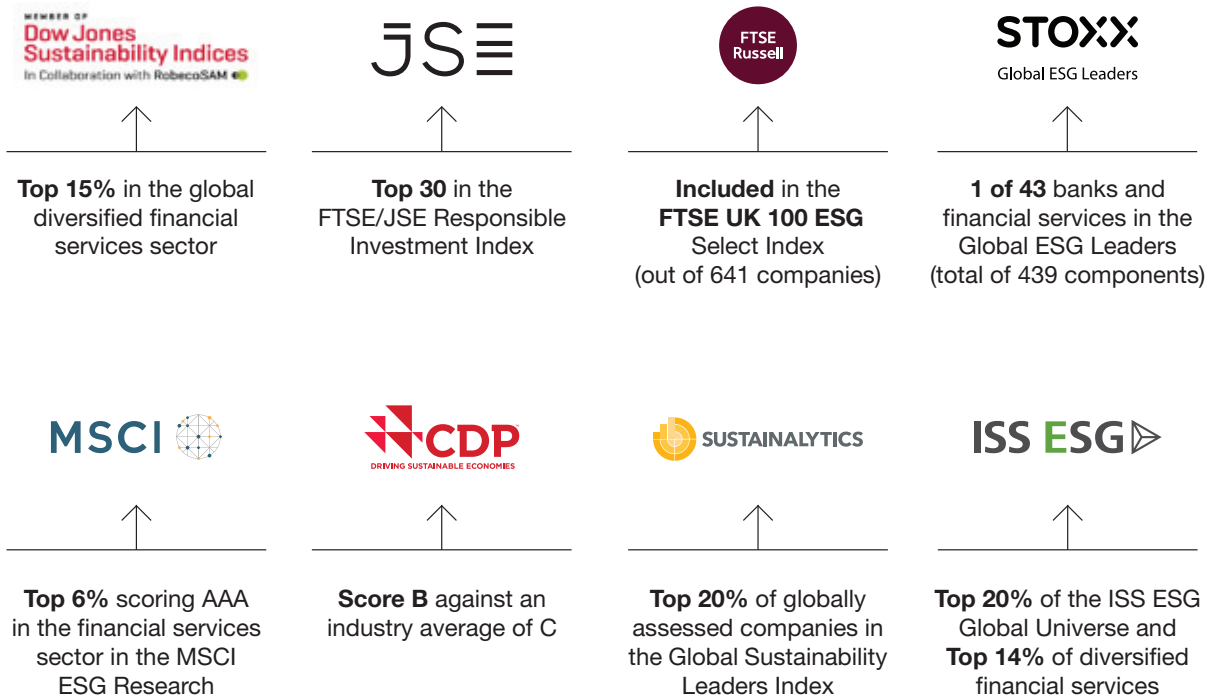 MEMBER OF
Dow Jones
Sustainability Indices
In Collaboration with RobecoSAM
JSE
FTSE
Russell
STOXX
Global ESG Leaders
Top 15% in the global
diversified financial
services sector
Top 30 in the
FTSE/JSE Responsible
Investment Index
Included in the
FTSE UK 100 ESG
Select Index
(out of 641 companies)
1 of 43 banks and
financial services in the
Global ESG Leaders
(total of 439 components)
MSCI
CDP
DRIVING SUSTAINABLE ECONOMIES
SUSTAINALYTICS
ISS ESG
Top 6% scoring AAA
in the financial services
sector in the MSCI
ESG Research
Score B against an
industry average of C
Top 20% of globally
assessed companies in
the Global Sustainability
Leaders Index
Top 20% of the ISS ESG
Global Universe and
Top 14% of diversified
financial services